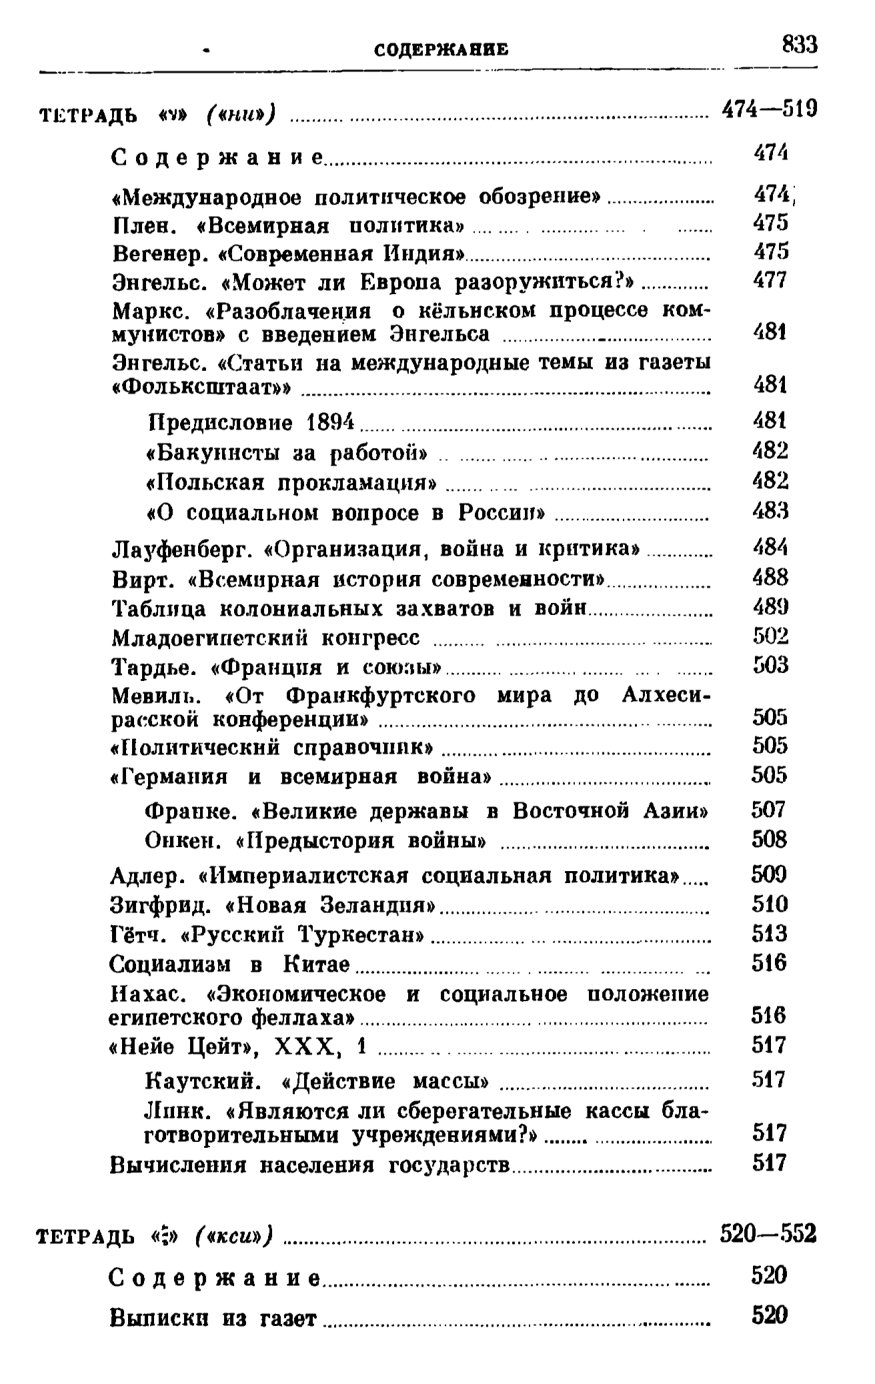 СОДЕРЖАНИЕ 833
ТЕТРАДЬ «ν» («ни») 474—519
Содержание 474
«Международное политическое обозрение» 474
Плен. «Всемирная политика» 475
Вегенер. «Современная Индия» 475
Энгельс. «Может ли Европа разоружиться?» 477
Маркс. «Разоблачения о кёльнском процессе ком-
мунистов» с введением Энгельса 481
Энгельс. «Статьи на международные темы из газеты
«Фольксштаат»» 481
Предисловие 1894 481
«Бакунисты за работой» 482
«Польская прокламация» 482
«О социальном вопросе в России» 483
Лауфенберг. «Организация, война и критика» 484
Вирт. «Всемирная история современности» 488
Таблица колониальных захватов и войн 489
Младоегипетский конгресс 502
Тардье. «Франция и союзы» 503
Мевиль. «От Франкфуртского мира до Алхеси-
расской конференции» 505
«Политический справочник» 505
«Германия и всемирная война» 505
Франке. «Великие державы в Восточной Азии» 507
Онкен. «Предыстория войны» 508
Адлер. «Империалистская социальная политика» 509
Зигфрид. «Новая Зеландия» 510
Гётч. «Русский Туркестан» 513
Социализм в Китае 516
Нахас. «Экономическое и социальное положение
египетского феллаха» 516
«Нейе Цейт», XXX, 1 517
Каутский. «Действие массы» 517
Линк. «Являются ли сберегательные кассы бла-
готворительными учреждениями?» 517
Вычисления населения государств 517
ТЕТРАДЬ «ξ» («кси») 520—552
Содержание 520
Выписки из газет 520